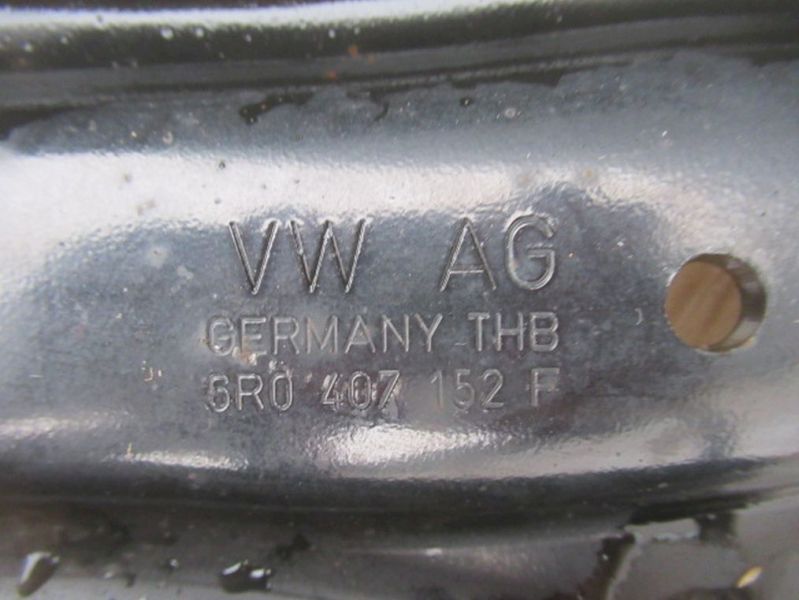 VW AG
GERMANY THB
6R0 407 152 F